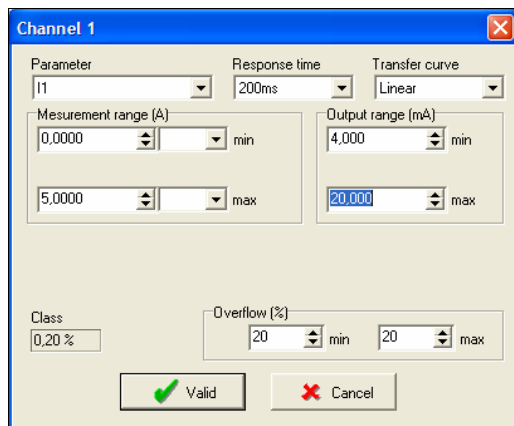 Channel 1
Parameter Response time Transfer curve
I1 200ms Linear
Mesurement range (A) Output range (mA)
0,0000 min 4,000 min
5,0000 max 20,000 max
Class Overflow (%)
0,20 % 20 min 20 max
Valid Cancel